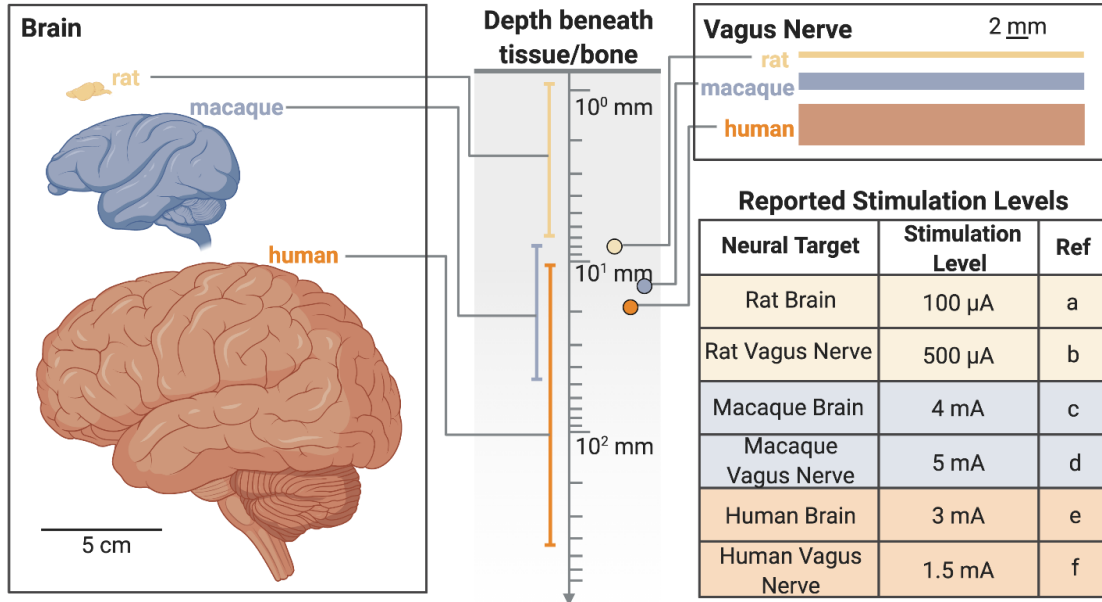 Brain
rat
macaque
human
5 cm
Depth beneath
tissue/bone
10⁰ mm
10¹ mm
10² mm
Vagus Nerve
2 mm
rat
macaque
human
Reported Stimulation Levels
Neural Target
Stimulation
Level
Ref
Rat Brain
100 µA
a
Rat Vagus Nerve
500 µA
b
Macaque Brain
4 mA
c
Macaque
Vagus Nerve
5 mA
d
Human Brain
3 mA
e
Human Vagus
Nerve
1.5 mA
f